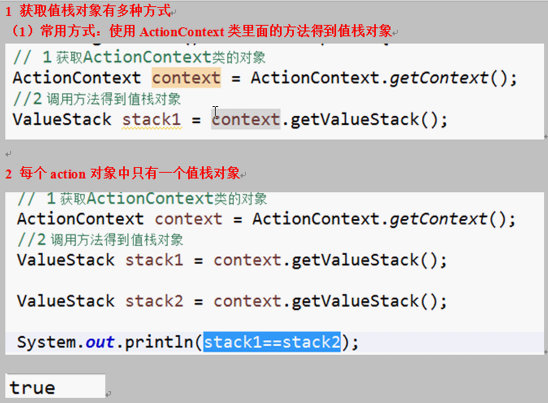 1 获取值栈对象有多种方式
（1）常用方式：使用 ActionContext 类里面的方法得到值栈对象
// 1 获取ActionContext类的对象
ActionContext context = ActionContext.getContext();
//2 调用方法得到值栈对象
ValueStack stack1 = context.getValueStack();
2 每个 action 对象中只有一个值栈对象
// 1 获取ActionContext类的对象
ActionContext context = ActionContext.getContext();
//2 调用方法得到值栈对象
ValueStack stack1 = context.getValueStack();
ValueStack stack2 = context.getValueStack();
System.out.println(stack1==stack2);
true